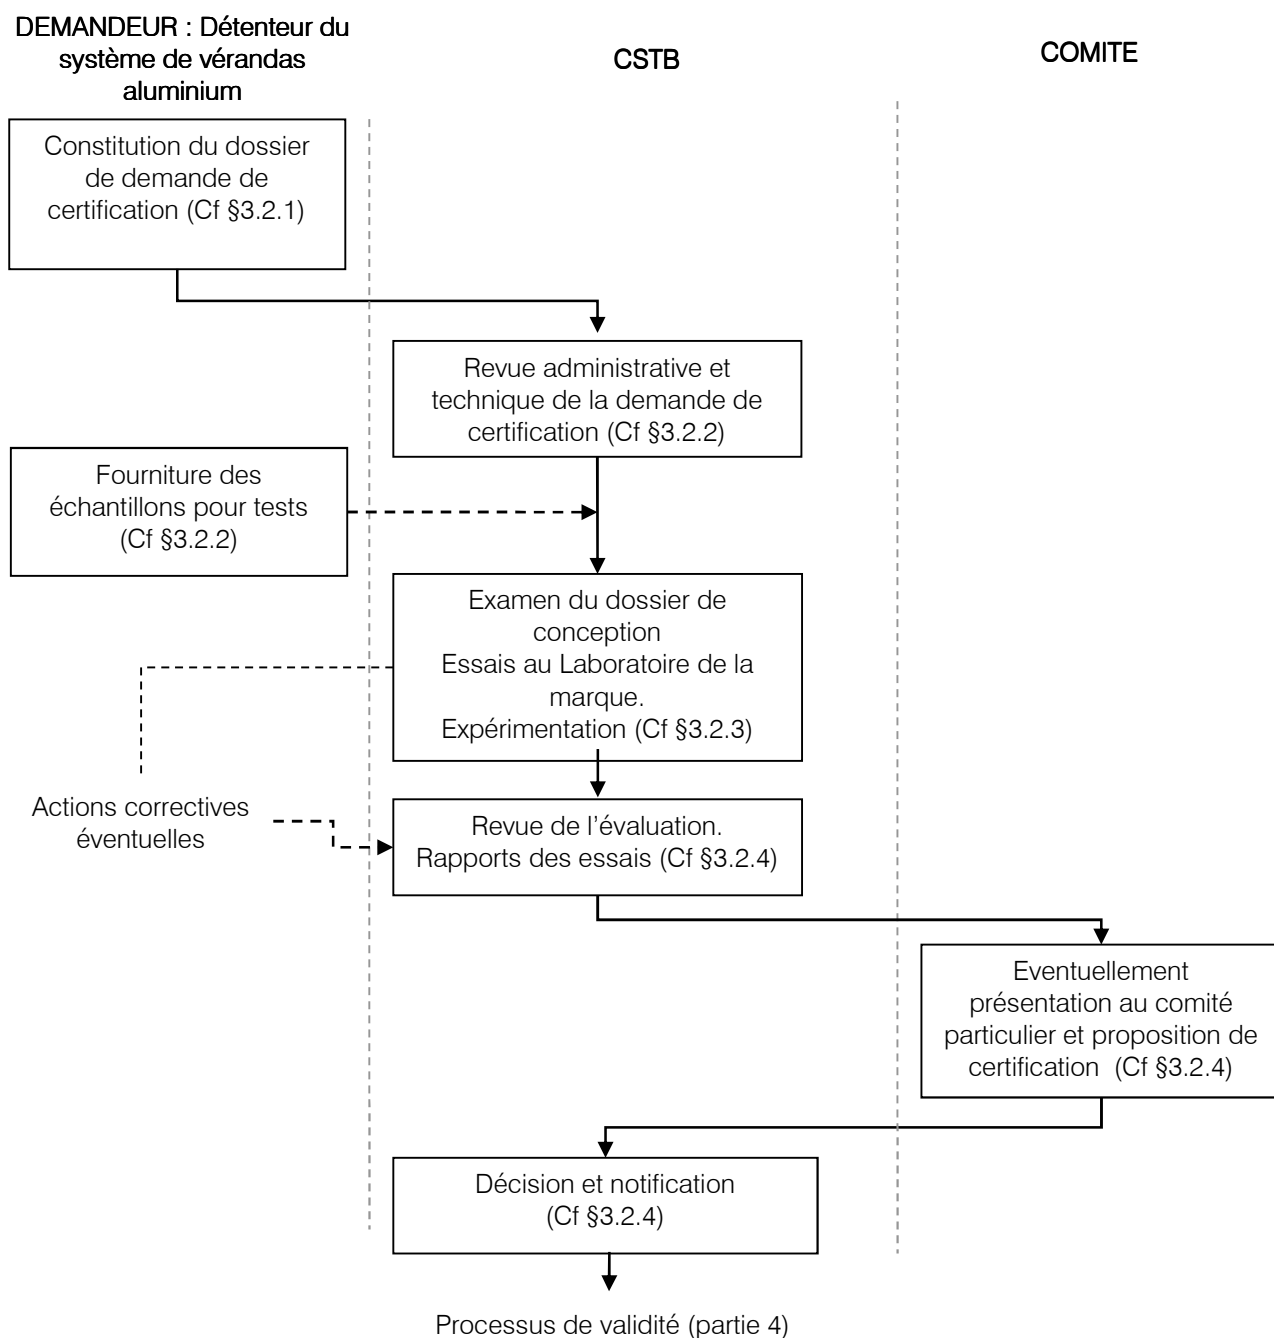 DEMANDEUR : Détenteur du
système de vérandas
aluminium
CSTB
COMITE
Constitution du dossier
de demande de
certification (Cf §3.2.1)
Revue administrative et
technique de la demande de
certification (Cf §3.2.2)
Fourniture des
échantillons pour tests
(Cf §3.2.2)
Examen du dossier de
conception
Essais au Laboratoire de la
marque.
Expérimentation (Cf §3.2.3)
Actions correctives
éventuelles
Revue de l’évaluation.
Rapports des essais (Cf §3.2.4)
Eventuellement
présentation au comité
particulier et proposition de
certification (Cf §3.2.4)
Décision et notification
(Cf §3.2.4)
Processus de validité (partie 4)